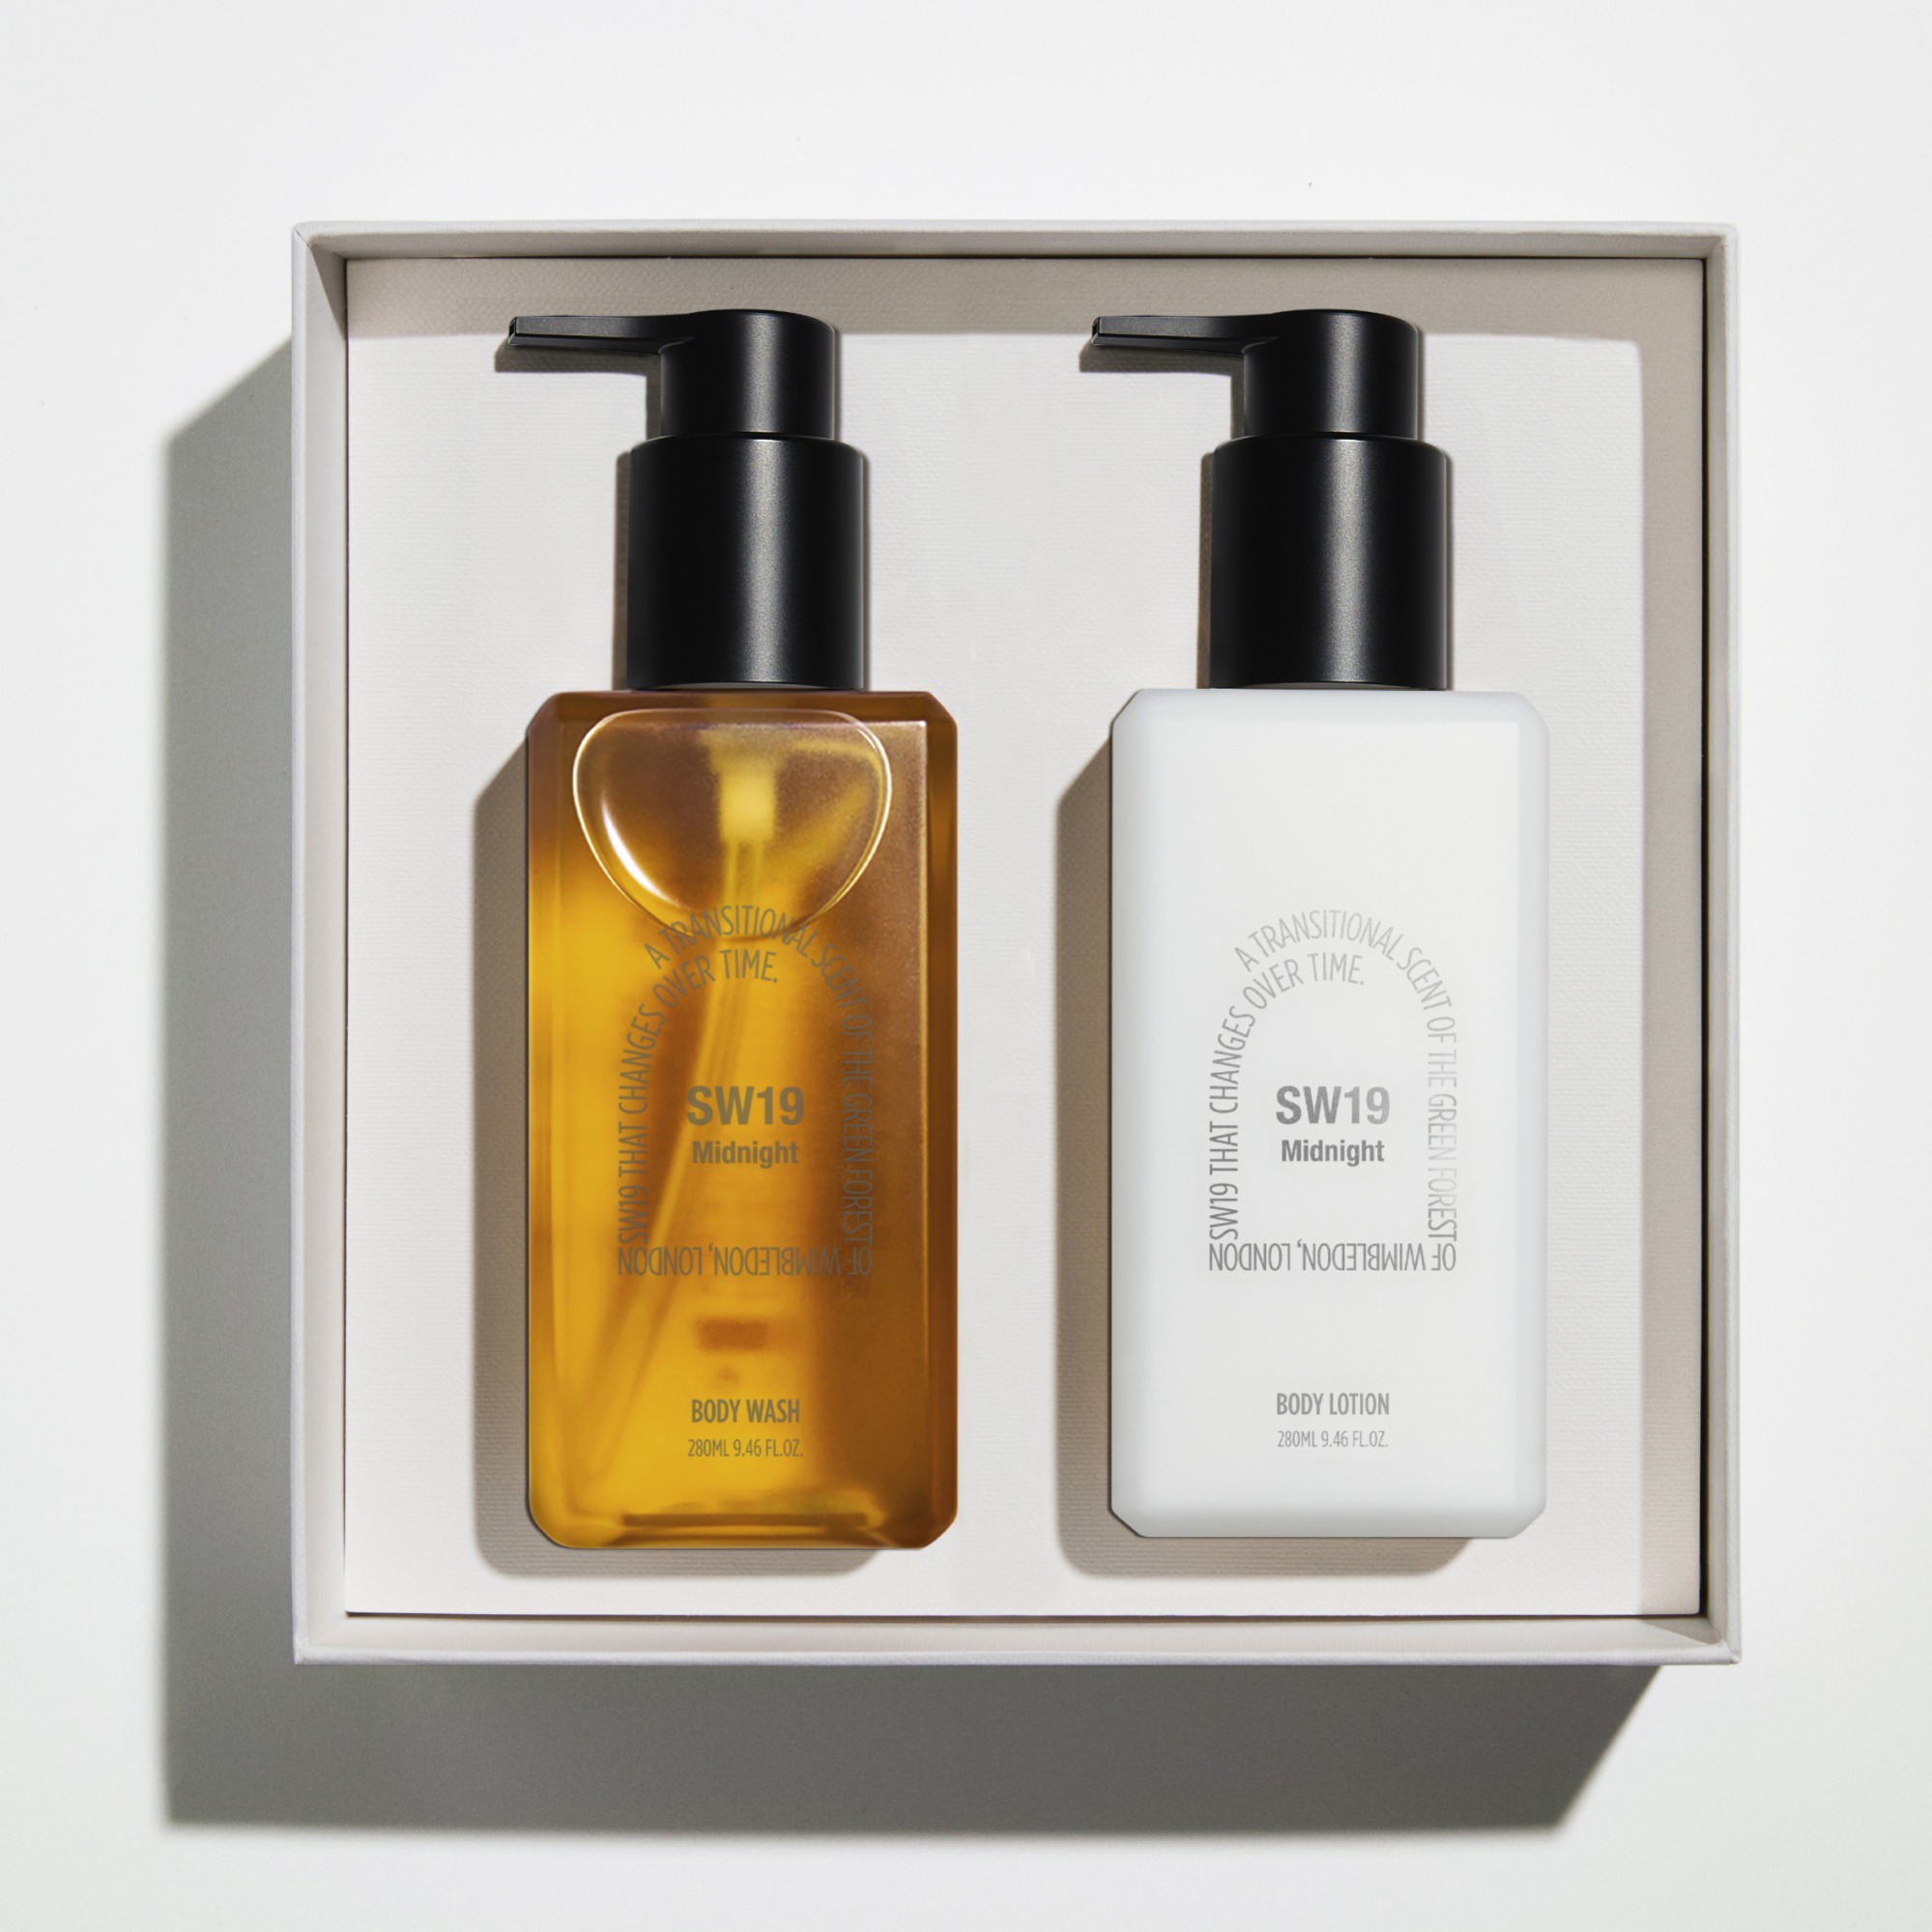 A TRANSITIONAL SCENT OF THE GREEN FOREST
OF WIMBLEDON, LONDON
SW19 THAT CHANGES OVER TIME.
SW19
Midnight
BODY WASH
280ML 9.46 FL.OZ.
A TRANSITIONAL SCENT OF THE GREEN FOREST
OF WIMBLEDON, LONDON
SW19 THAT CHANGES OVER TIME.
SW19
Midnight
BODY LOTION
280ML 9.46 FL.OZ.